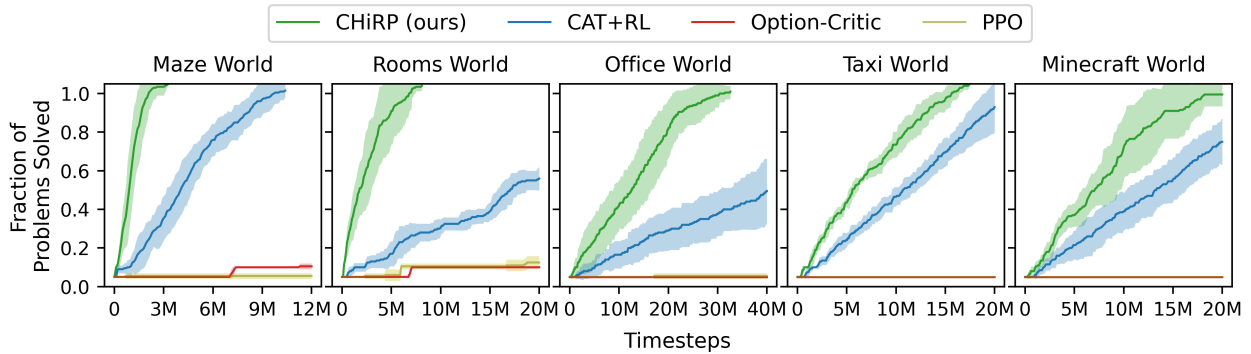 CHiRP (ours) CAT+RL Option-Critic PPO
Maze World Rooms World Office World Taxi World Minecraft World
Fraction of
Problems Solved
1.0
0.8
0.6
0.4
0.2
0.0
0 3M 6M 9M 12M 0 5M 10M 15M 20M 0 10M 20M 30M 40M 0 5M 10M 15M 20M 0 5M 10M 15M 20M
Timesteps